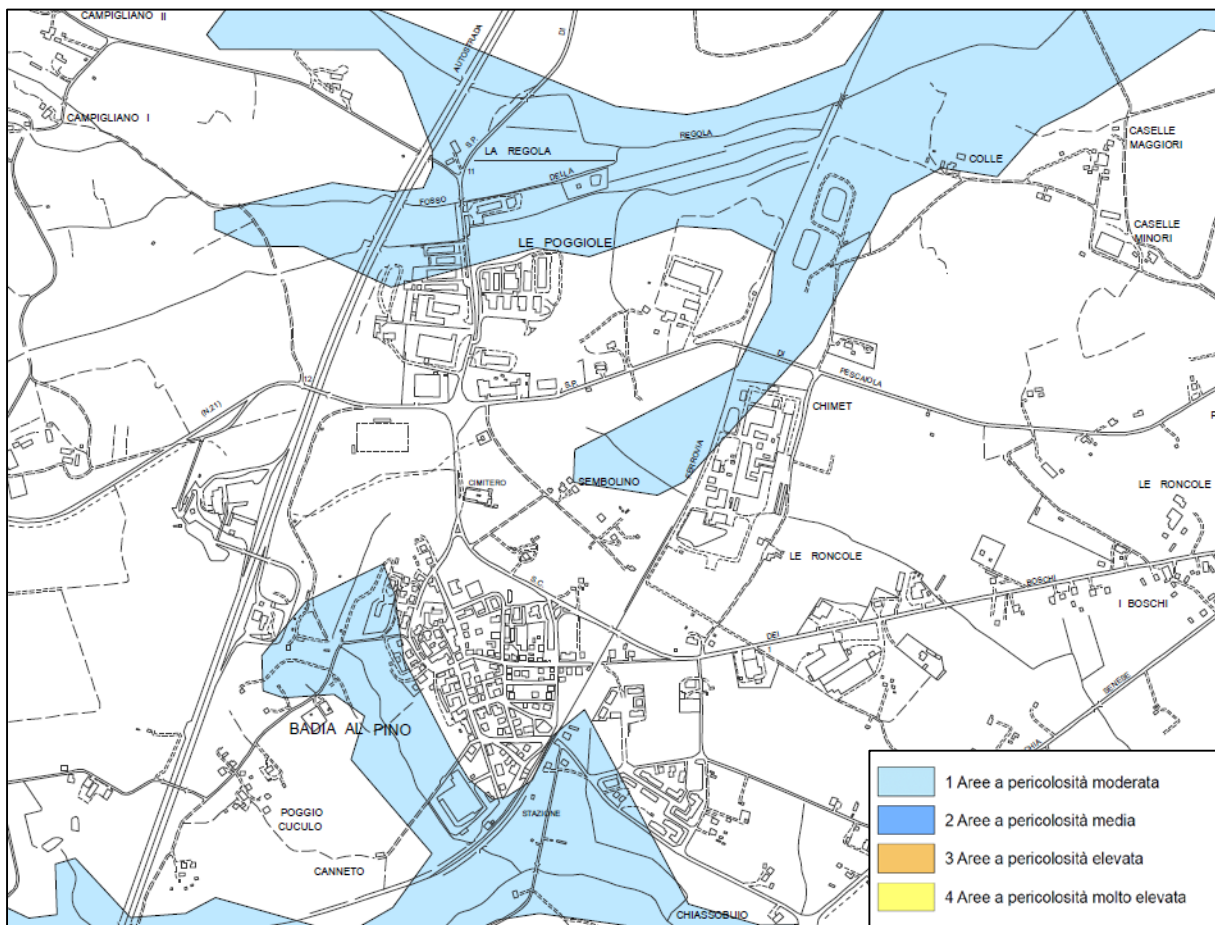 CAMPIGLIANO II
AUTOSTRADA
DI
CAMPIGLIANO I
S.P.
11
LA REGOLA
REGOLA
DELLA
FOSSO
COLLE
CASELLE
MAGGIORI
CASELLE
MINORI
LE POGGIOLE
12
(N.21)
S.P.
DI
PESCAIOLA
CHIMET
FERROVIA
CIMITERO
SEMBOLINO
LE RONCOLE
LE RONCOLE
S.C.
BOSCHI
I BOSCHI
DEI
1
SENESE
BADIA AL PINO
POGGIO
CUCULO
STAZIONE
CANNETO
CHIASSOBUIO
1 Aree a pericolosità moderata
2 Aree a pericolosità media
3 Aree a pericolosità elevata
4 Aree a pericolosità molto elevata